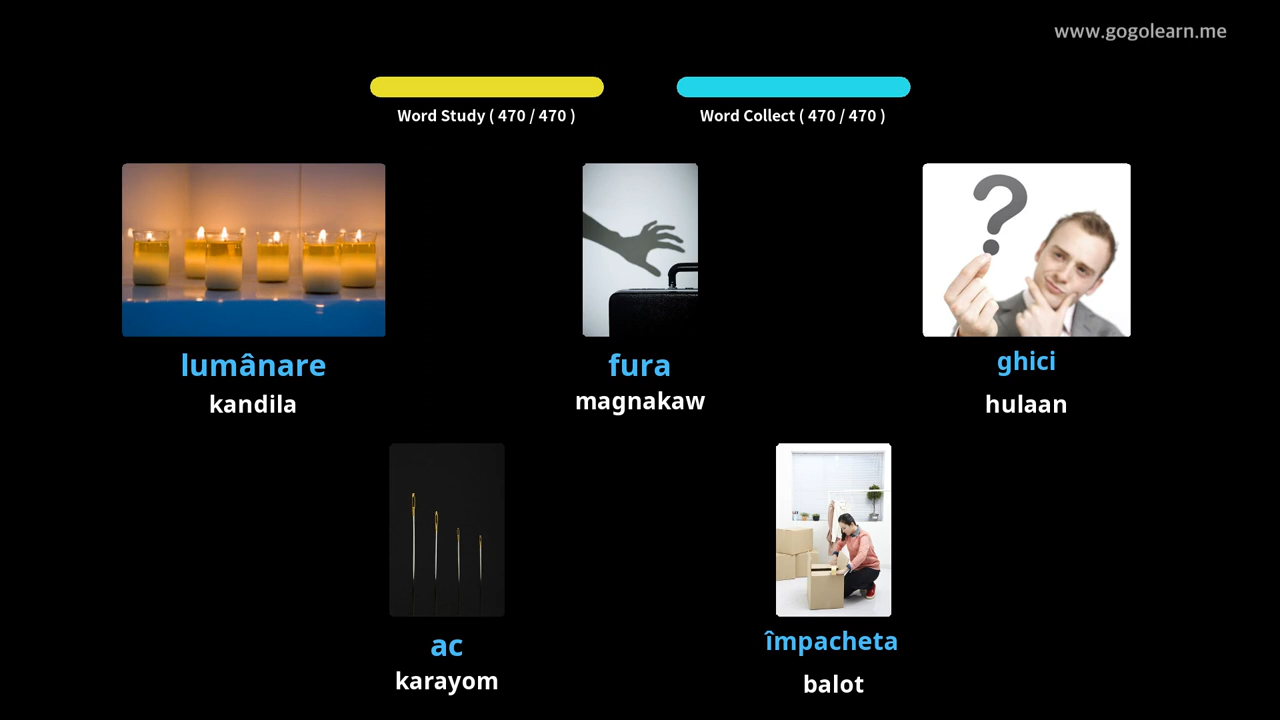 www.gogolearn.me
Word Study ( 470 / 470 )
Word Collect ( 470 / 470 )
lumânare
kandila
fura
magnakaw
ghici
hulaan
ac
karayom
împacheta
balot